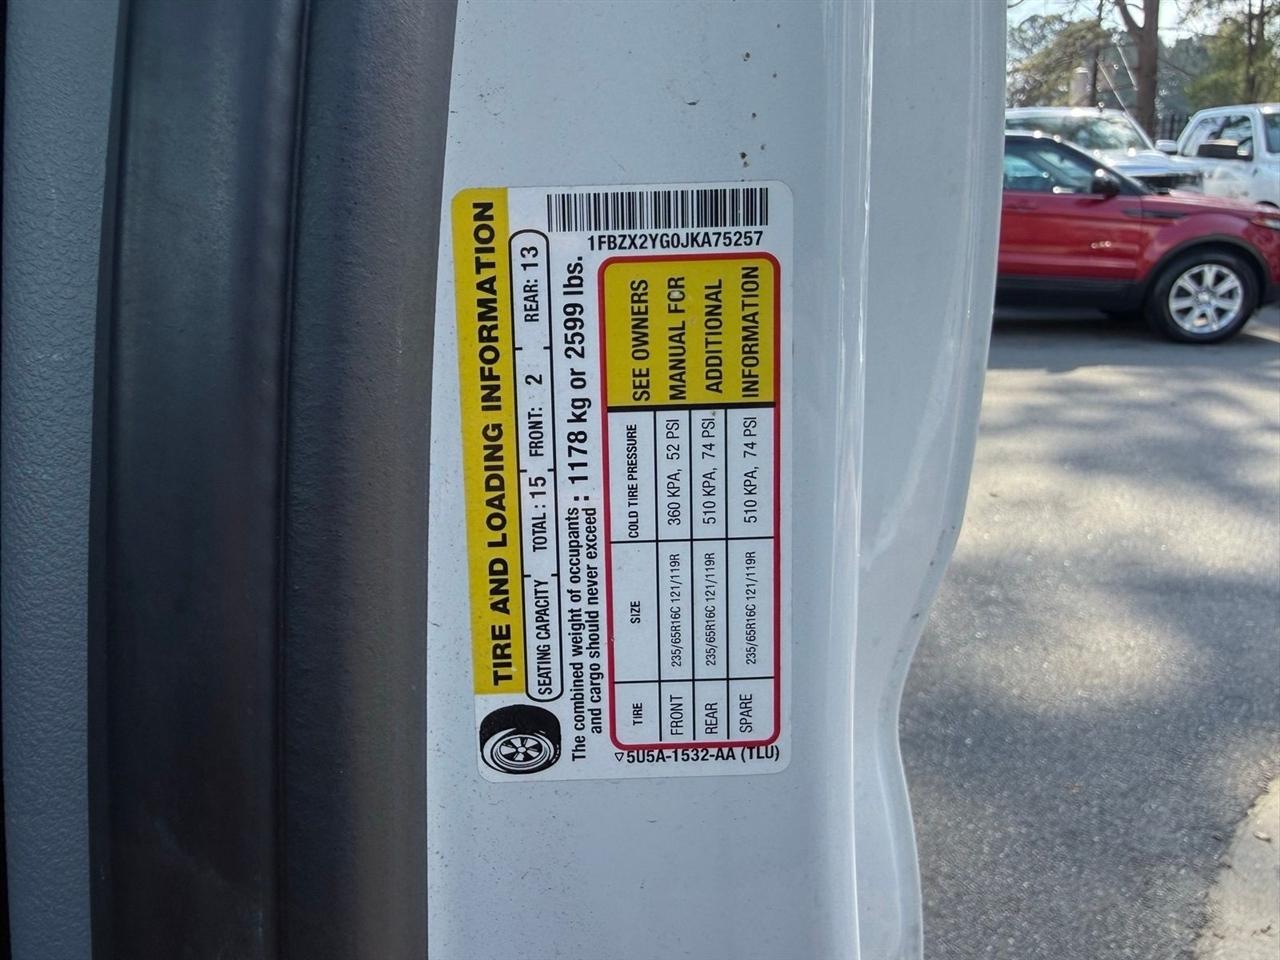 TIRE AND LOADING INFORMATION
SEATING CAPACITY TOTAL: 15 FRONT: 2 REAR: 13
The combined weight of occupants
and cargo should never exceed : 1178 kg or 2599 lbs.
1FBZX2YG0JKA75257
TIRE SIZE COLD TIRE PRESSURE
FRONT 235/65R16C 121/119R 360 KPA, 52 PSI
REAR 235/65R16C 121/119R 510 KPA, 74 PSI
SPARE 235/65R16C 121/119R 510 KPA, 74 PSI
SEE OWNERS
MANUAL FOR
ADDITIONAL
INFORMATION
▽5U5A-1532-AA (TLU)